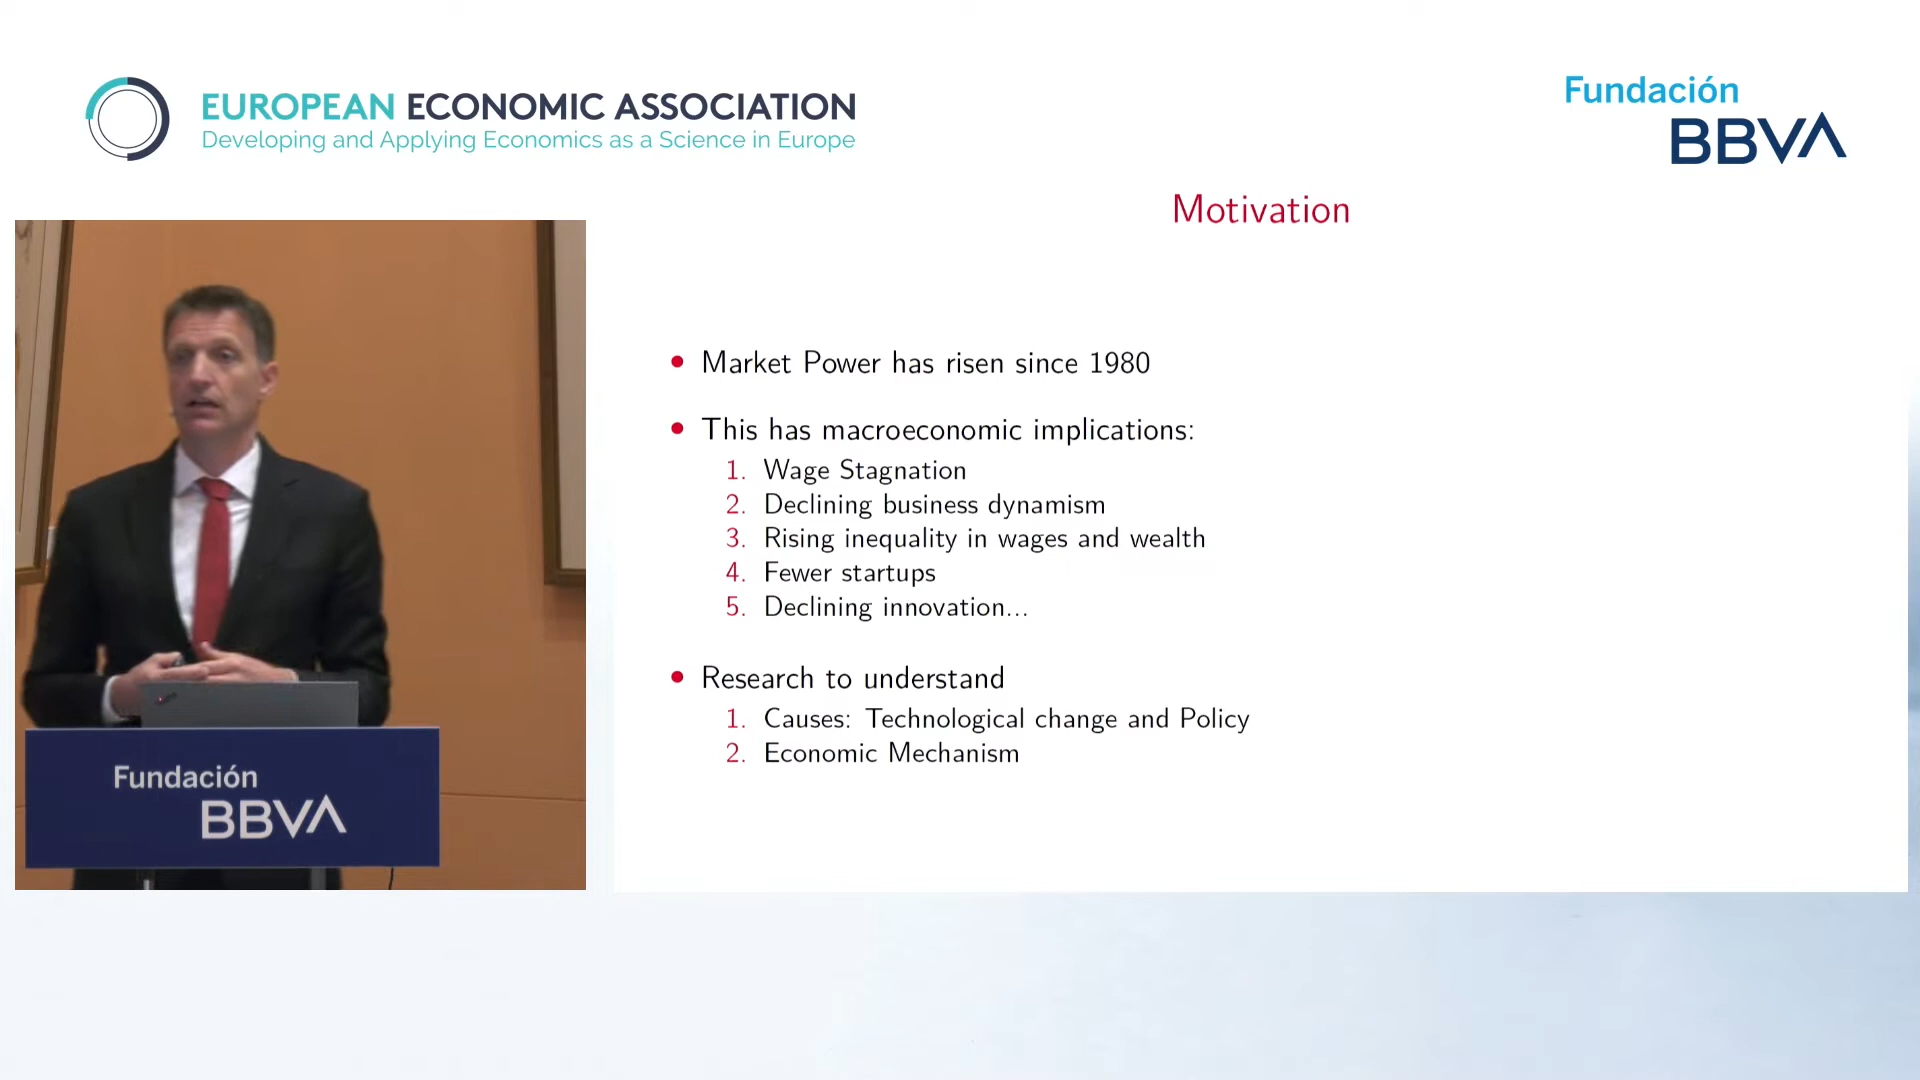 EUROPEAN ECONOMIC ASSOCIATION
Developing and Applying Economics as a Science in Europe
Fundación
BBVA
Motivation
• Market Power has risen since 1980
• This has macroeconomic implications:
1. Wage Stagnation
2. Declining business dynamism
3. Rising inequality in wages and wealth
4. Fewer startups
5. Declining innovation...
• Research to understand
1. Causes: Technological change and Policy
2. Economic Mechanism
Fundación
BBVA